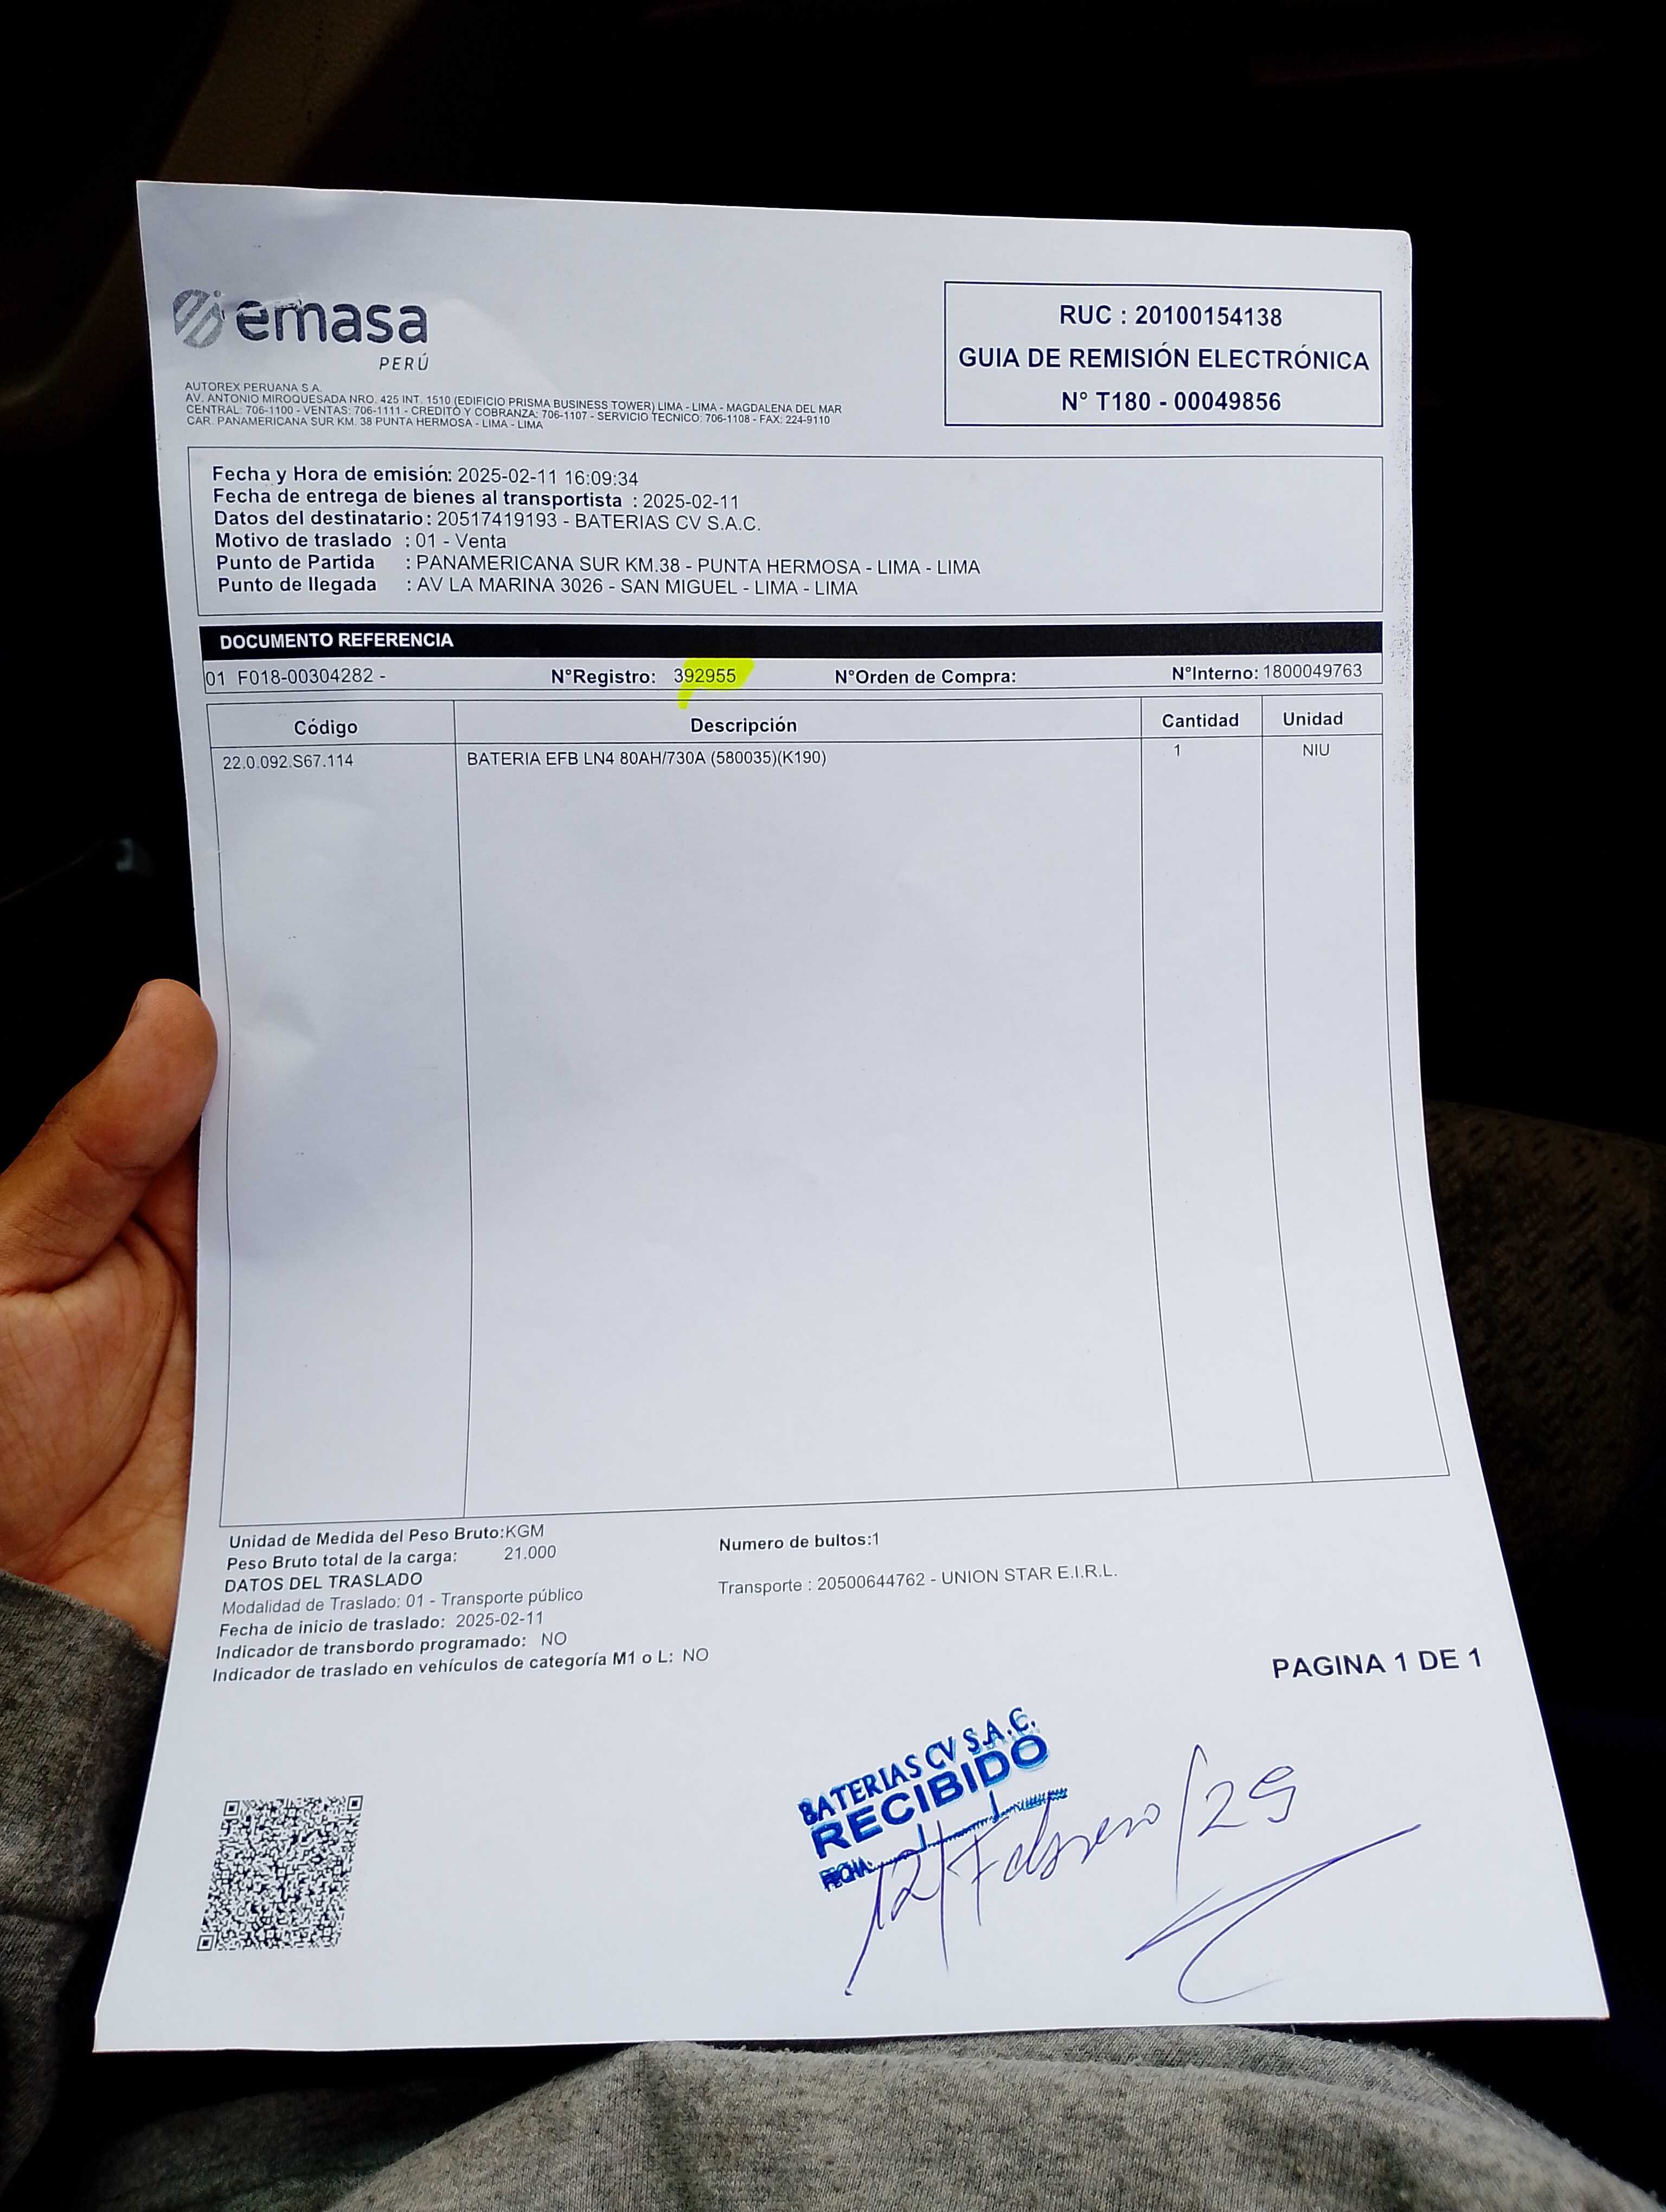 emasa
PERÚ
AUTOREX PERUANA S.A.
AV. ANTONIO MIROQUESADA NRO. 425 INT. 1510 (EDIFICIO PRISMA BUSINESS TOWER) LIMA - LIMA - MAGDALENA DEL MAR
CENTRAL: 706-1100 - VENTAS: 706-1111 - CREDITO Y COBRANZA: 706-1107 - SERVICIO TECNICO: 706-1108 - FAX: 224-9110
CAR. PANAMERICANA SUR KM. 38 PUNTA HERMOSA - LIMA - LIMA
RUC : 20100154138
GUIA DE REMISIÓN ELECTRÓNICA
N° T180 - 00049856
Fecha y Hora de emisión: 2025-02-11 16:09:34
Fecha de entrega de bienes al transportista : 2025-02-11
Datos del destinatario : 20517419193 - BATERIAS CV S.A.C.
Motivo de traslado : 01 - Venta
Punto de Partida : PANAMERICANA SUR KM.38 - PUNTA HERMOSA - LIMA - LIMA
Punto de llegada : AV LA MARINA 3026 - SAN MIGUEL - LIMA - LIMA
DOCUMENTO REFERENCIA
01 F018-00304282 - N°Registro: 392955 N°Orden de Compra: N°Interno: 1800049763
Código Descripción Cantidad Unidad
22.0.092.S67.114 BATERIA EFB LN4 80AH/730A (580035)(K190) 1 NIU
Unidad de Medida del Peso Bruto:KGM
Peso Bruto total de la carga: 21.000
Numero de bultos:1
DATOS DEL TRASLADO
Modalidad de Traslado: 01 - Transporte público
Transporte : 20500644762 - UNION STAR E.I.R.L.
Fecha de inicio de traslado: 2025-02-11
Indicador de transbordo programado: NO
Indicador de traslado en vehículos de categoría M1 o L: NO
PAGINA 1 DE 1
BATERIAS CV S.A.C.
RECIBIDO
FECHA:
12/Febrero/25